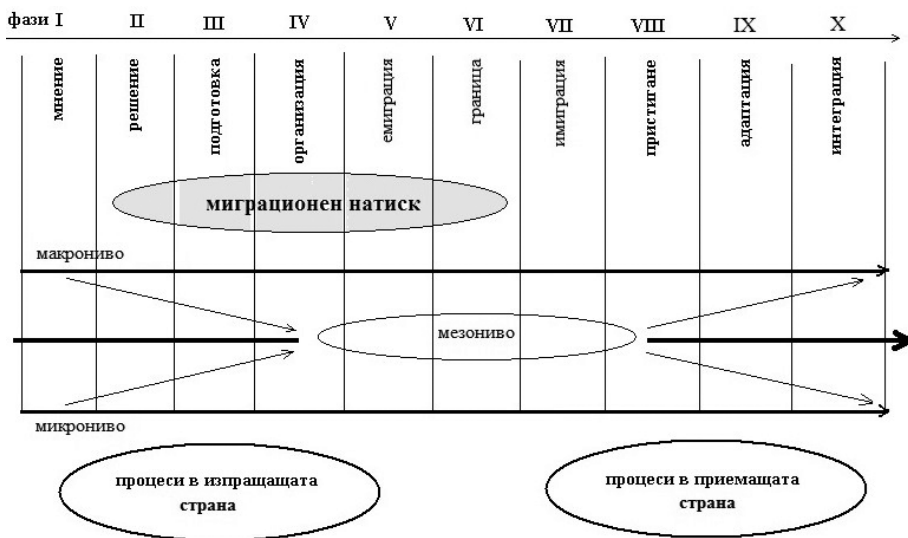 фази I II III IV V VI VII VIII IX X
мнение
решение
подготовка
организация
емиграция
граница
имиграция
пристигане
адаптация
интеграция
миграционен натиск
макрониво
мезониво
микрониво
процеси в изпращащата
страна
процеси в приемащата
страна